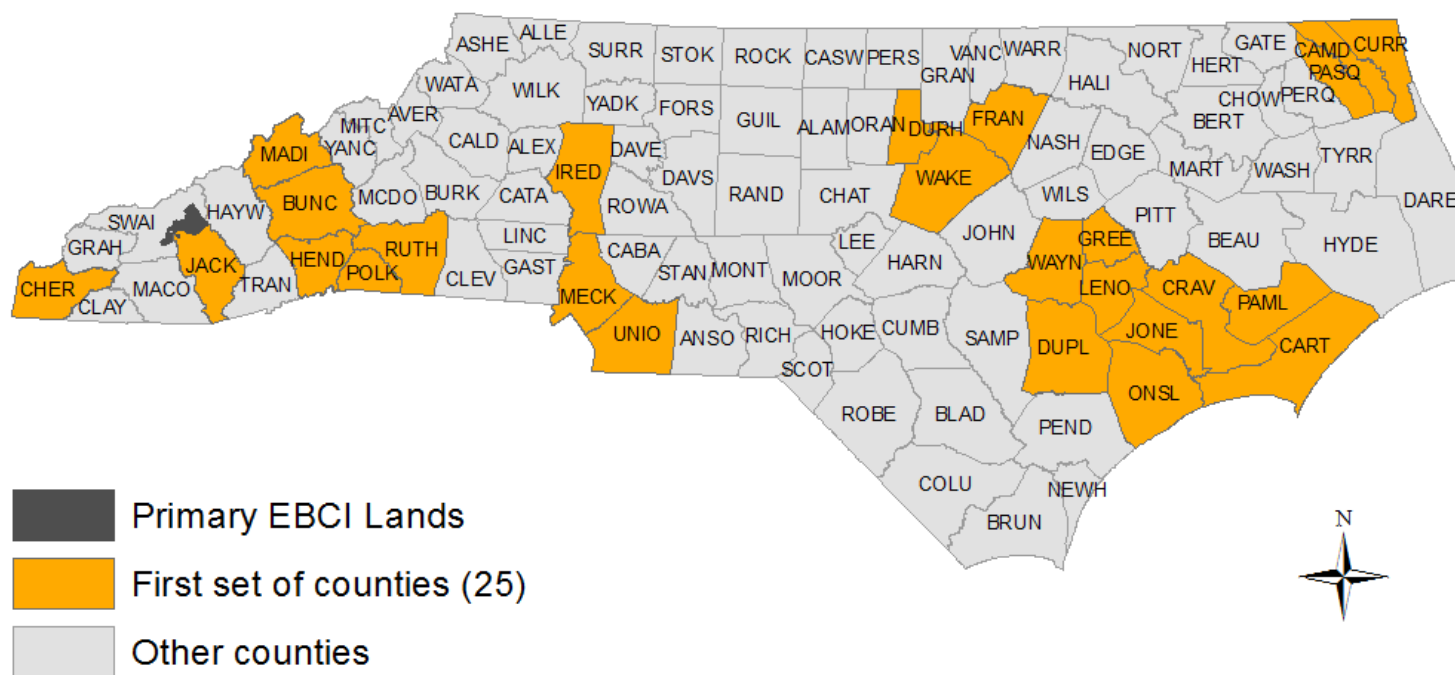 ASHE
ALLE
SURR
STOK
ROCK
CASW
PERS
GRAN
VANC
WARR
NORT
GATE
CAMD
CURR
HERT
PASQ
HALI
WATA
WILK
YADK
FORS
GUIL
ALAM
ORAN
DURH
FRAN
CHOW
PERQ
BERT
MITC
AVER
YANC
CALD
ALEX
IRED
DAVE
NASH
EDGE
MART
WASH
TYRR
MADI
MCDO
BURK
CATA
DAVS
RAND
CHAT
WAKE
WILS
PITT
DARE
BUNC
ROWA
SWAI
HAYW
GRAH
JACK
HEND
POLK
RUTH
CLEV
LINC
GAST
CABA
STAN
MONT
MOOR
LEE
HARN
JOHN
WAYN
GREE
BEAU
HYDE
CHER
CLAY
MACO
TRAN
MECK
UNIO
ANSO
RICH
SCOT
HOKE
CUMB
SAMP
DUPL
LENO
CRAV
JONE
PAML
CART
ONSL
ROBE
BLAD
PEND
COLU
BRUN
NEWH
Primary EBCI Lands
First set of counties (25)
Other counties
N